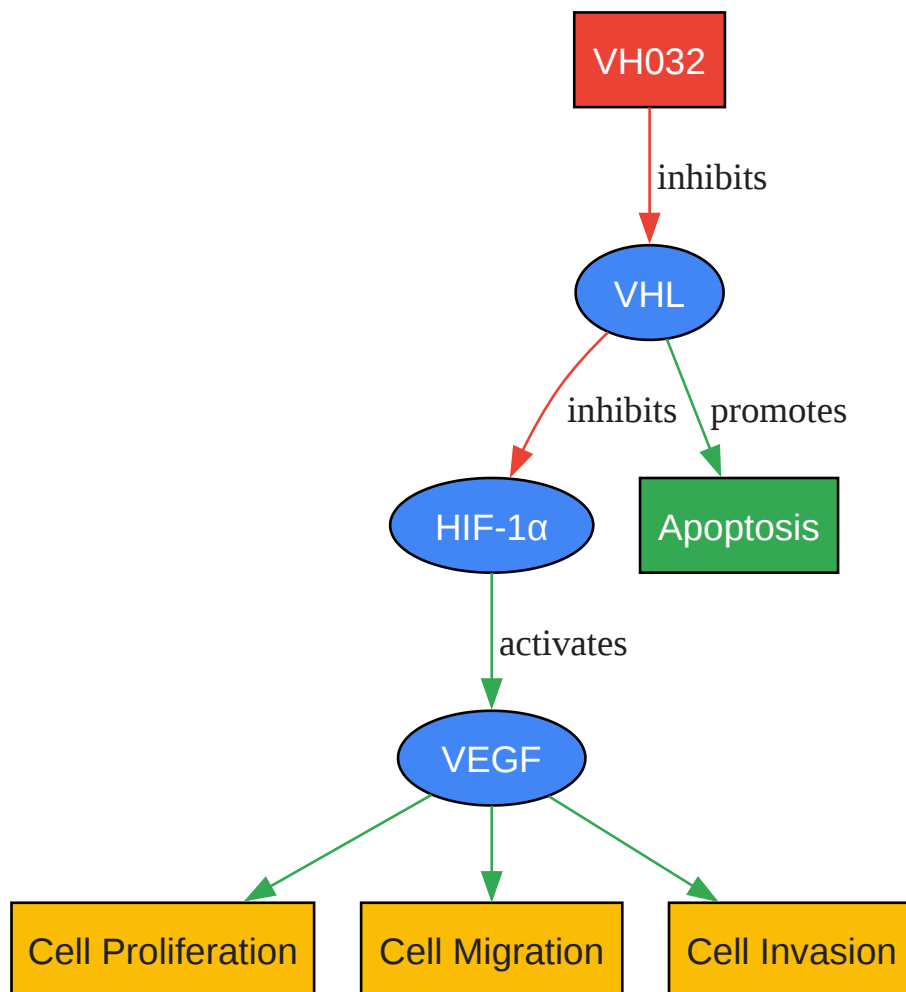 VH032
inhibits
VHL
inhibits
promotes
HIF-1α
Apoptosis
activates
VEGF
Cell Proliferation
Cell Migration
Cell Invasion